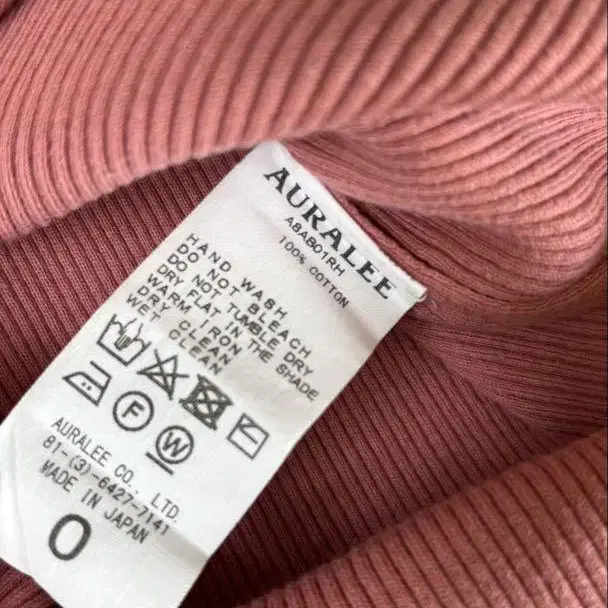 AURALEE
A8AB01RH
100% COTTON
HAND WASH
DO NOT BLEACH
DO NOT TUMBLE DRY
DRY FLAT IN THE SHADE
WARM IRON
DRY CLEAN
WET CLEAN
F
W
AURALEE CO., LTD.
81-(3)-6427-7141
MADE IN JAPAN
0